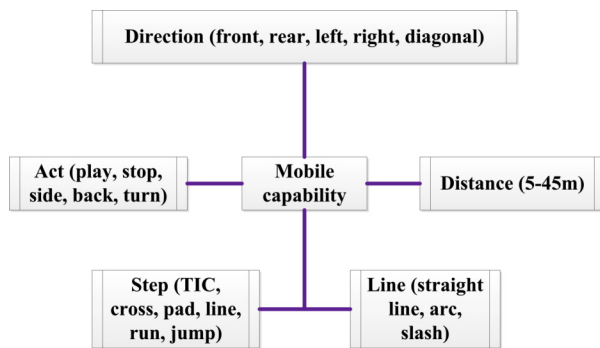 Direction (front, rear, left, right, diagonal)
Act (play, stop,
side, back, turn)
Mobile
capability
Distance (5-45m)
Step (TIC,
cross, pad, line,
run, jump)
Line (straight
line, arc,
slash)